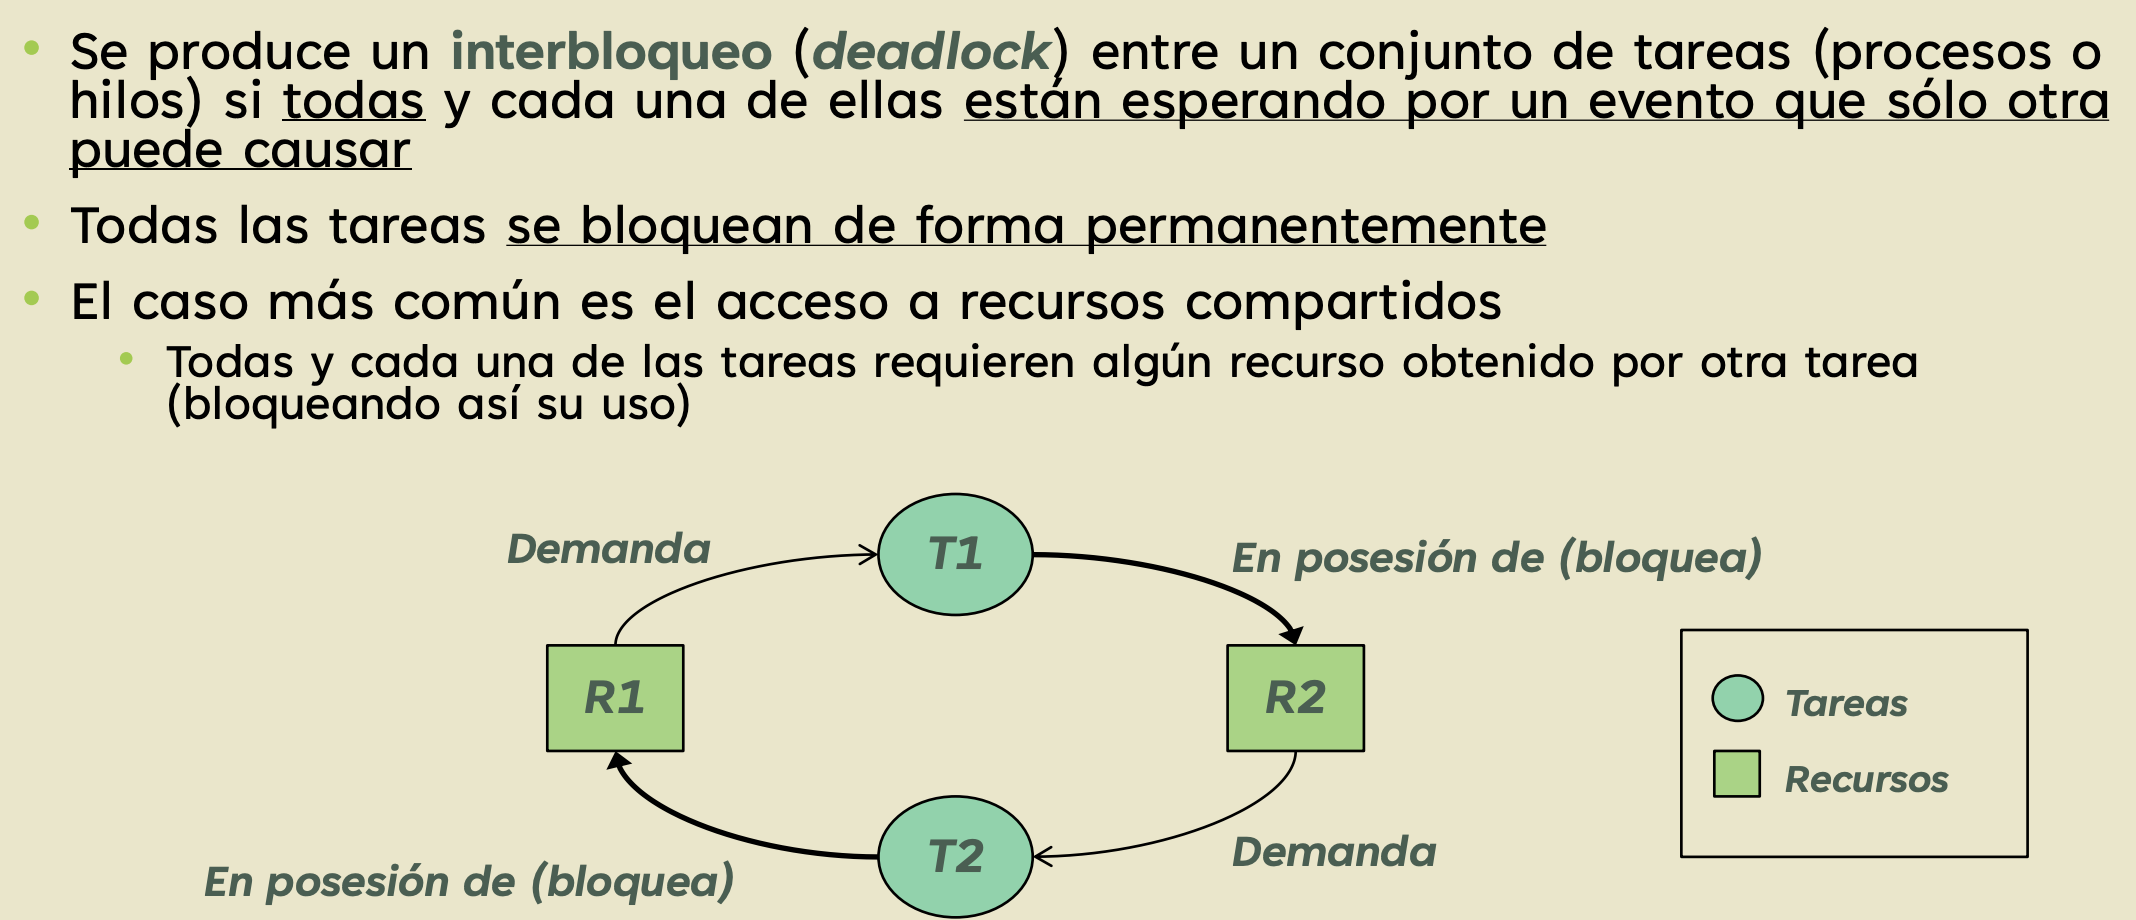 • Se produce un interbloqueo (deadlock) entre un conjunto de tareas (procesos o
hilos) si todas y cada una de ellas están esperando por un evento que sólo otra
puede causar
• Todas las tareas se bloquean de forma permanentemente
• El caso más común es el acceso a recursos compartidos
• Todas y cada una de las tareas requieren algún recurso obtenido por otra tarea
(bloqueando así su uso)
Demanda
T1
En posesión de (bloquea)
R1
R2
Tareas
Recursos
T2
Demanda
En posesión de (bloquea)